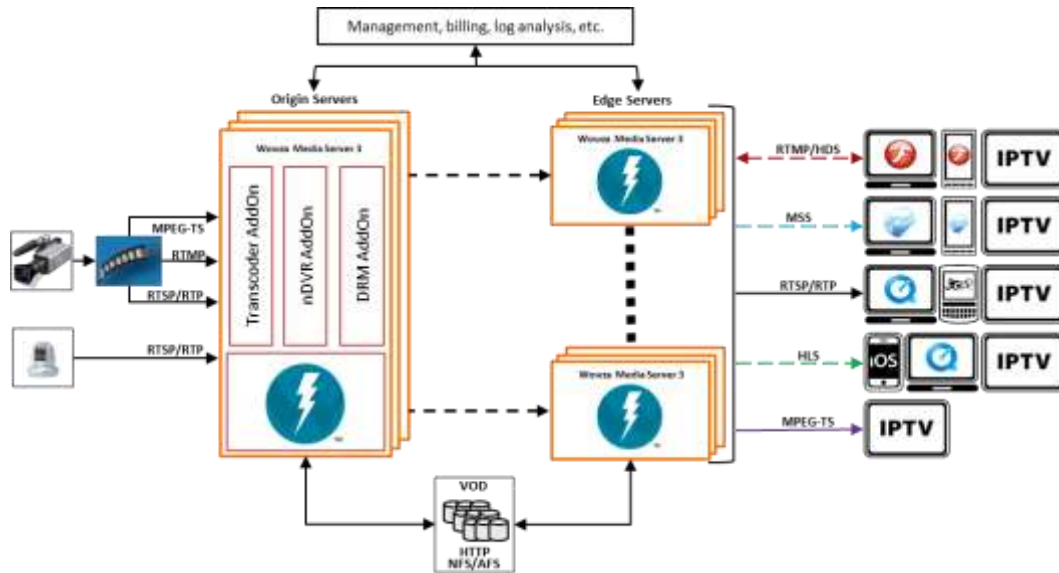 Management, billing, log analysis, etc.
Origin Servers
Edge Servers
Wowza Media Server 3
Transcoder AddOn
nDVR AddOn
DRM AddOn
MPEG-TS
RTMP
RTSP/RTP
RTSP/RTP
Wowza Media Server 3
Wowza Media Server 3
RTMP/HDS
IPTV
MSS
IPTV
RTSP/RTP
3GPP
IPTV
HLS
iOS
IPTV
MPEG-TS
IPTV
VOD
HTTP
NFS/AFS